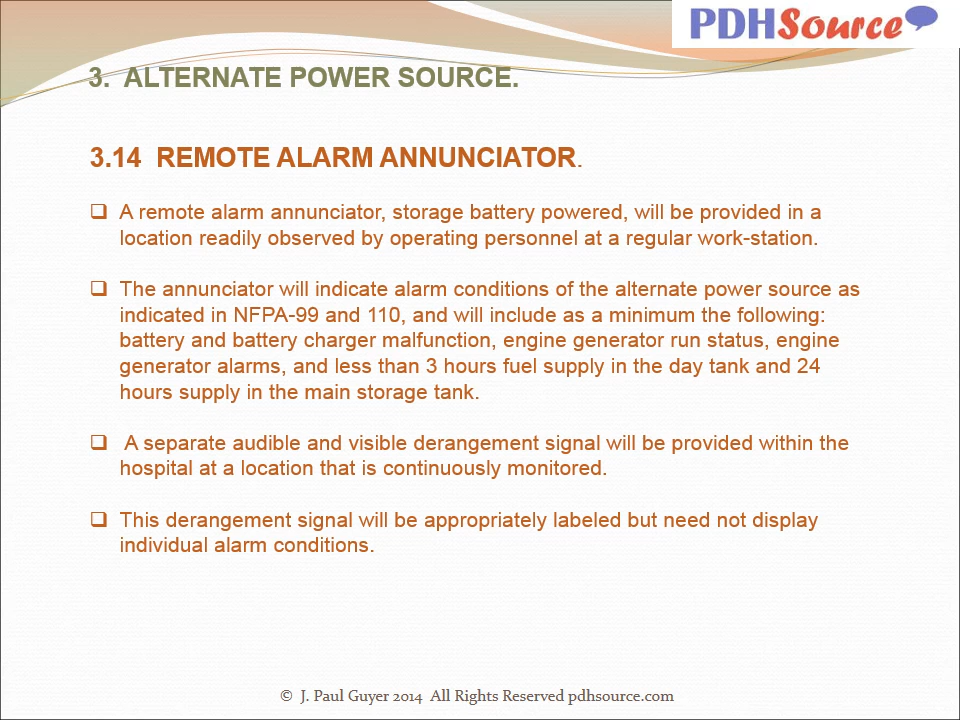 PDHSource
3. ALTERNATE POWER SOURCE.
3.14 REMOTE ALARM ANNUNCIATOR.
A remote alarm annunciator, storage battery powered, will be provided in a
location readily observed by operating personnel at a regular work-station.
The annunciator will indicate alarm conditions of the alternate power source as
indicated in NFPA-99 and 110, and will include as a minimum the following:
battery and battery charger malfunction, engine generator run status, engine
generator alarms, and less than 3 hours fuel supply in the day tank and 24
hours supply in the main storage tank.
A separate audible and visible derangement signal will be provided within the
hospital at a location that is continuously monitored.
This derangement signal will be appropriately labeled but need not display
individual alarm conditions.
© J. Paul Guyer 2014 All Rights Reserved pdhsource.com